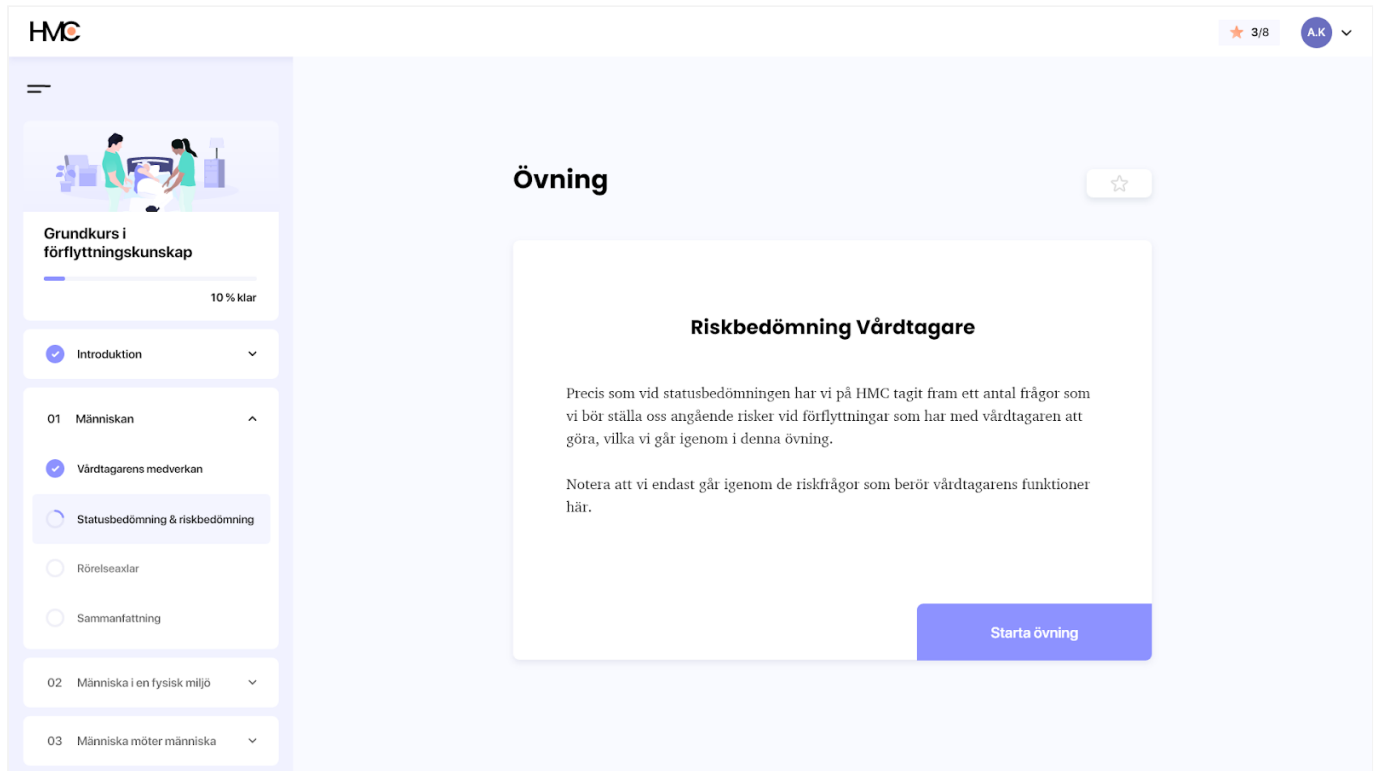 HMC
3/8
A.K
Övning
Grundkurs i
förflyttningskunskap
10 % klar
Introduktion
01 Människan
Vårdtagarens medverkan
Statusbedömning & riskbedömning
Rörelseaxlar
Sammanfattning
02 Människa i en fysisk miljö
03 Människa möter människa
Riskbedömning Vårdtagare
Precis som vid statusbedömningen har vi på HMC tagit fram ett antal frågor som
vi bör ställa oss angående risker vid förflyttningar som har med vårdtagaren att
göra, vilka vi går igenom i denna övning.
Notera att vi endast går igenom de riskfrågor som berör vårdtagarens funktioner
här.
Starta övning